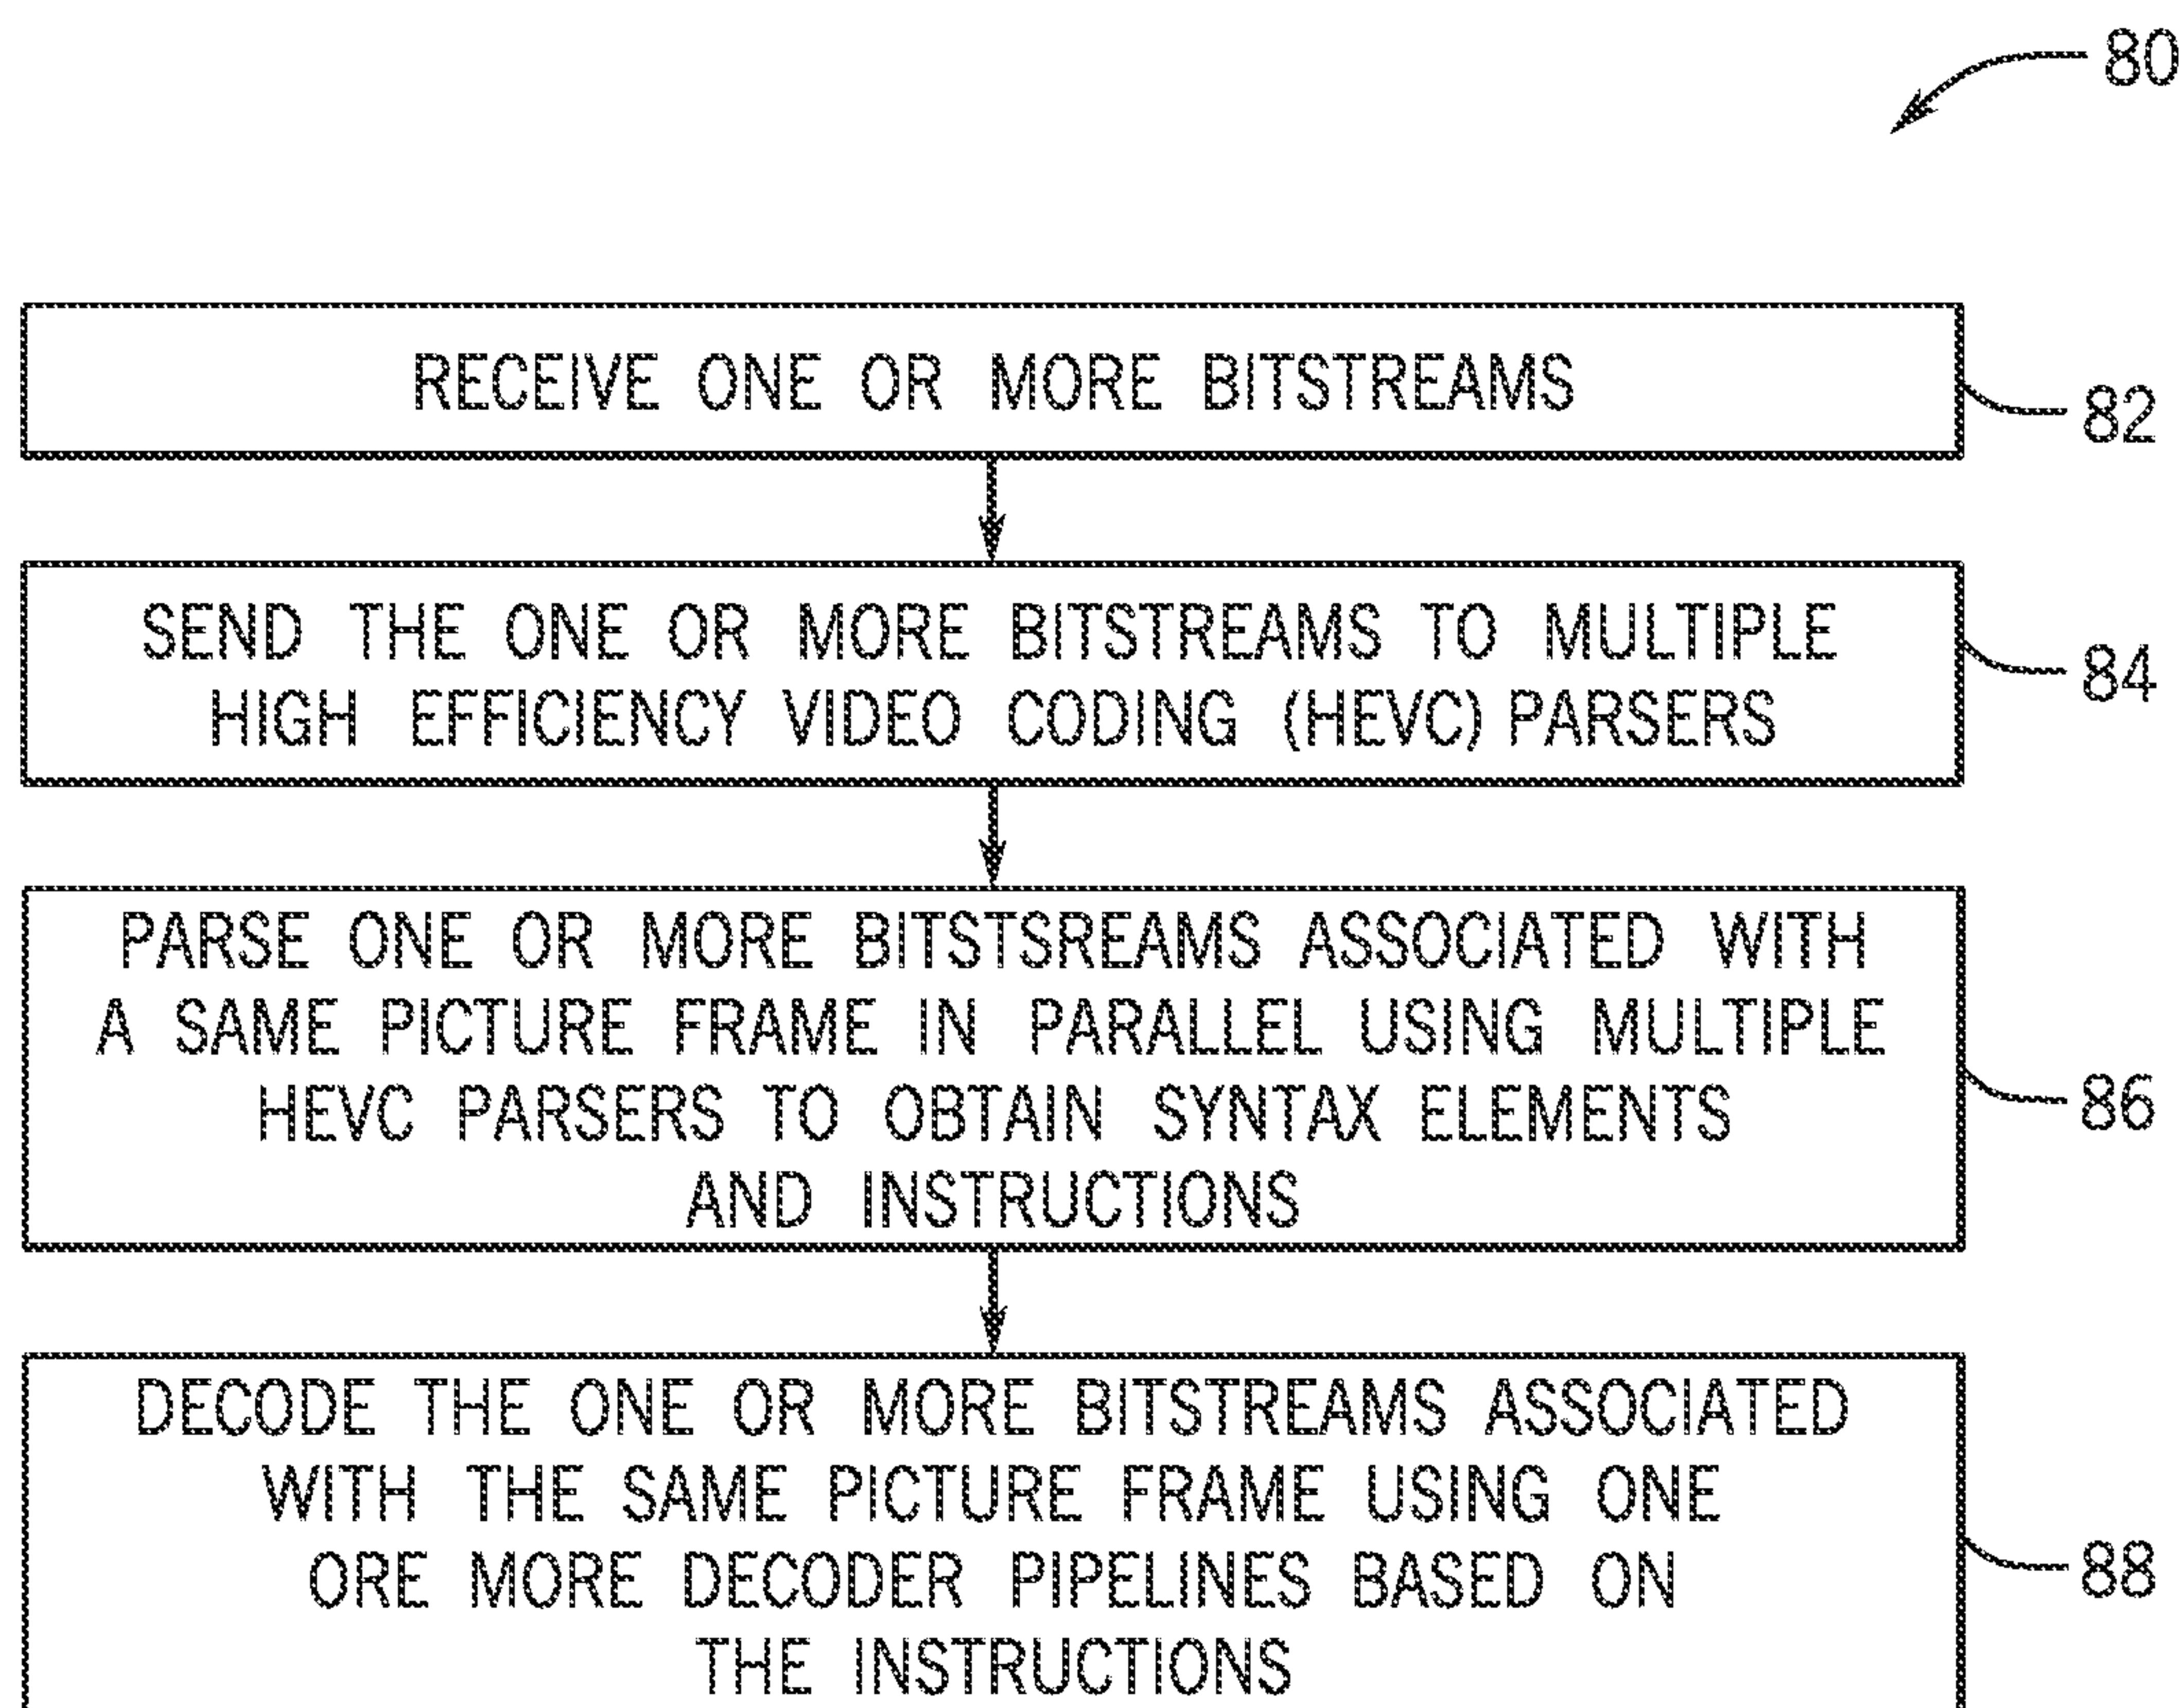 80
RECEIVE ONE OR MORE BITSTREAMS
82
SEND THE ONE OR MORE BITSTREAMS TO MULTIPLE
HIGH EFFICIENCY VIDEO CODING (HEVC) PARSERS
84
PARSE ONE OR MORE BITSTSREAMS ASSOCIATED WITH
A SAME PICTURE FRAME IN PARALLEL USING MULTIPLE
HEVC PARSERS TO OBTAIN SYNTAX ELEMENTS
AND INSTRUCTIONS
86
DECODE THE ONE OR MORE BITSTREAMS ASSOCIATED
WITH THE SAME PICTURE FRAME USING ONE
ORE MORE DECODER PIPELINES BASED ON
THE INSTRUCTIONS
88